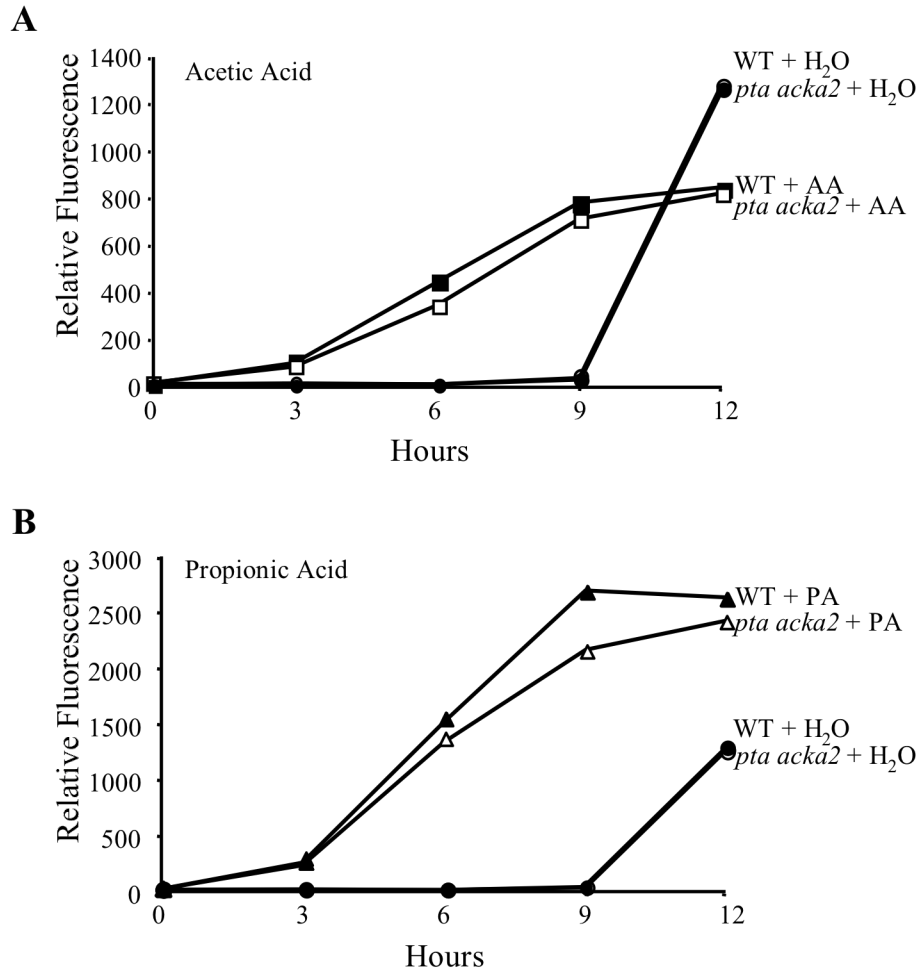 A
Acetic Acid
Relative Fluorescence
1400
1200
1000
800
600
400
200
0
WT + H₂O
pta acka2 + H₂O
WT + AA
pta acka2 + AA
0 3 6 9 12
Hours
B
Propionic Acid
Relative Fluorescence
3000
2500
2000
1500
1000
500
0
WT + PA
pta acka2 + PA
WT + H₂O
pta acka2 + H₂O
0 3 6 9 12
Hours